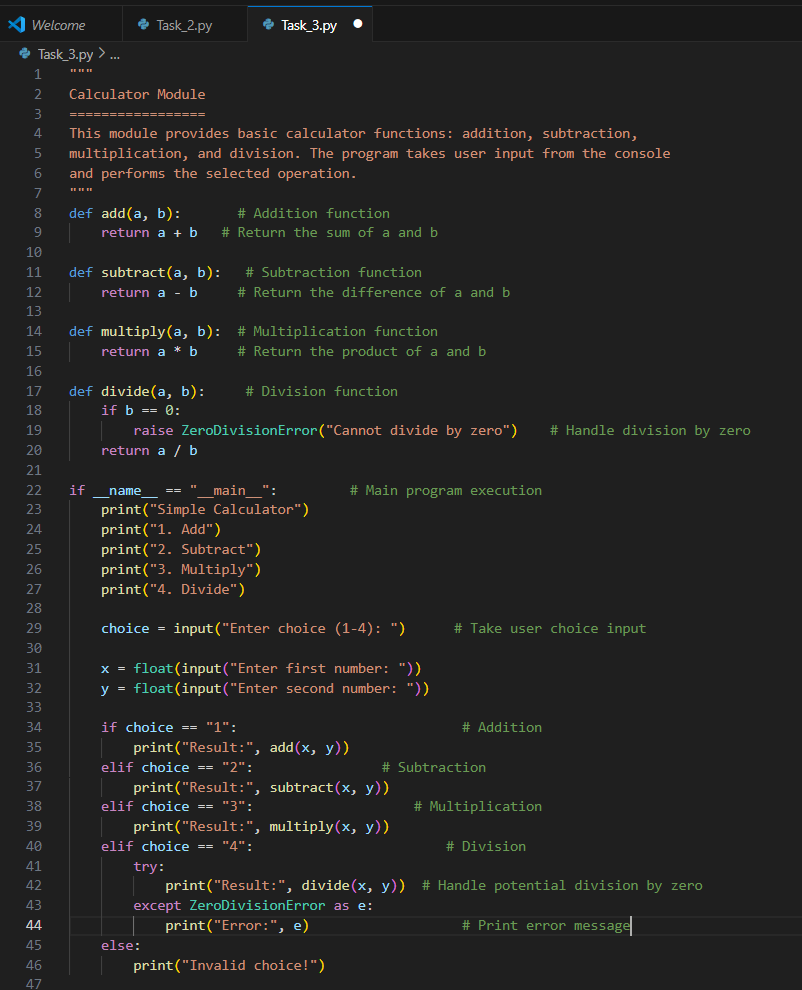 Welcome Task_2.py Task_3.py
Task_3.py > ...
1 """
2 Calculator Module
3 =================
4 This module provides basic calculator functions: addition, subtraction,
5 multiplication, and division. The program takes user input from the console
6 and performs the selected operation.
7 """
8 def add(a, b):       # Addition function
9     return a + b   # Return the sum of a and b
10
11 def subtract(a, b):   # Subtraction function
12     return a - b     # Return the difference of a and b
13
14 def multiply(a, b):  # Multiplication function
15     return a * b     # Return the product of a and b
16
17 def divide(a, b):     # Division function
18     if b == 0:
19         raise ZeroDivisionError("Cannot divide by zero")    # Handle division by zero
20     return a / b
21
22 if __name__ == "__main__":         # Main program execution
23     print("Simple Calculator")
24     print("1. Add")
25     print("2. Subtract")
26     print("3. Multiply")
27     print("4. Divide")
28
29     choice = input("Enter choice (1-4): ")      # Take user choice input
30
31     x = float(input("Enter first number: "))
32     y = float(input("Enter second number: "))
33
34     if choice == "1":                            # Addition
35         print("Result:", add(x, y))
36     elif choice == "2":                # Subtraction
37         print("Result:", subtract(x, y))
38     elif choice == "3":                    # Multiplication
39         print("Result:", multiply(x, y))
40     elif choice == "4":                        # Division
41         try:
42             print("Result:", divide(x, y))  # Handle potential division by zero
43         except ZeroDivisionError as e:
44             print("Error:", e)                   # Print error message
45     else:
46         print("Invalid choice!")
47